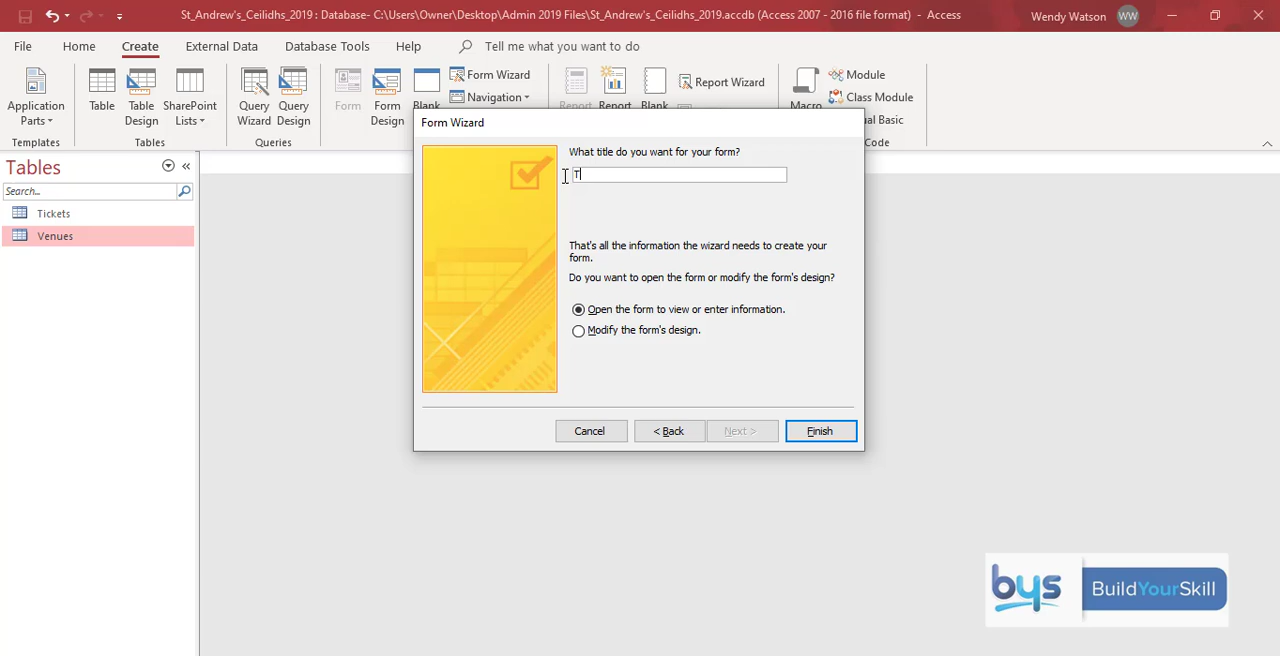 St_Andrew's_Ceilidhs_2019 : Database- C:\Users\Owner\Desktop\Admin 2019 Files\St_Andrew's_Ceilidhs_2019.accdb (Access 2007 - 2016 file format) - Access
Wendy Watson WW
File Home Create External Data Database Tools Help Tell me what you want to do
Form Wizard
Navigation
Report Wizard
Module
Class Module
ual Basic
Application Parts
Table
Table Design
SharePoint Lists
Query Wizard
Query Design
Form
Form Design
Blank
Report
Report
Blank
Macro
Templates
Tables
Queries
Code
Tables
Search...
Tickets
Venues
Form Wizard
What title do you want for your form?
T
That's all the information the wizard needs to create your
form.
Do you want to open the form or modify the form's design?
Open the form to view or enter information.
Modify the form's design.
Cancel < Back Next > Finish
bys BuildYourSkill